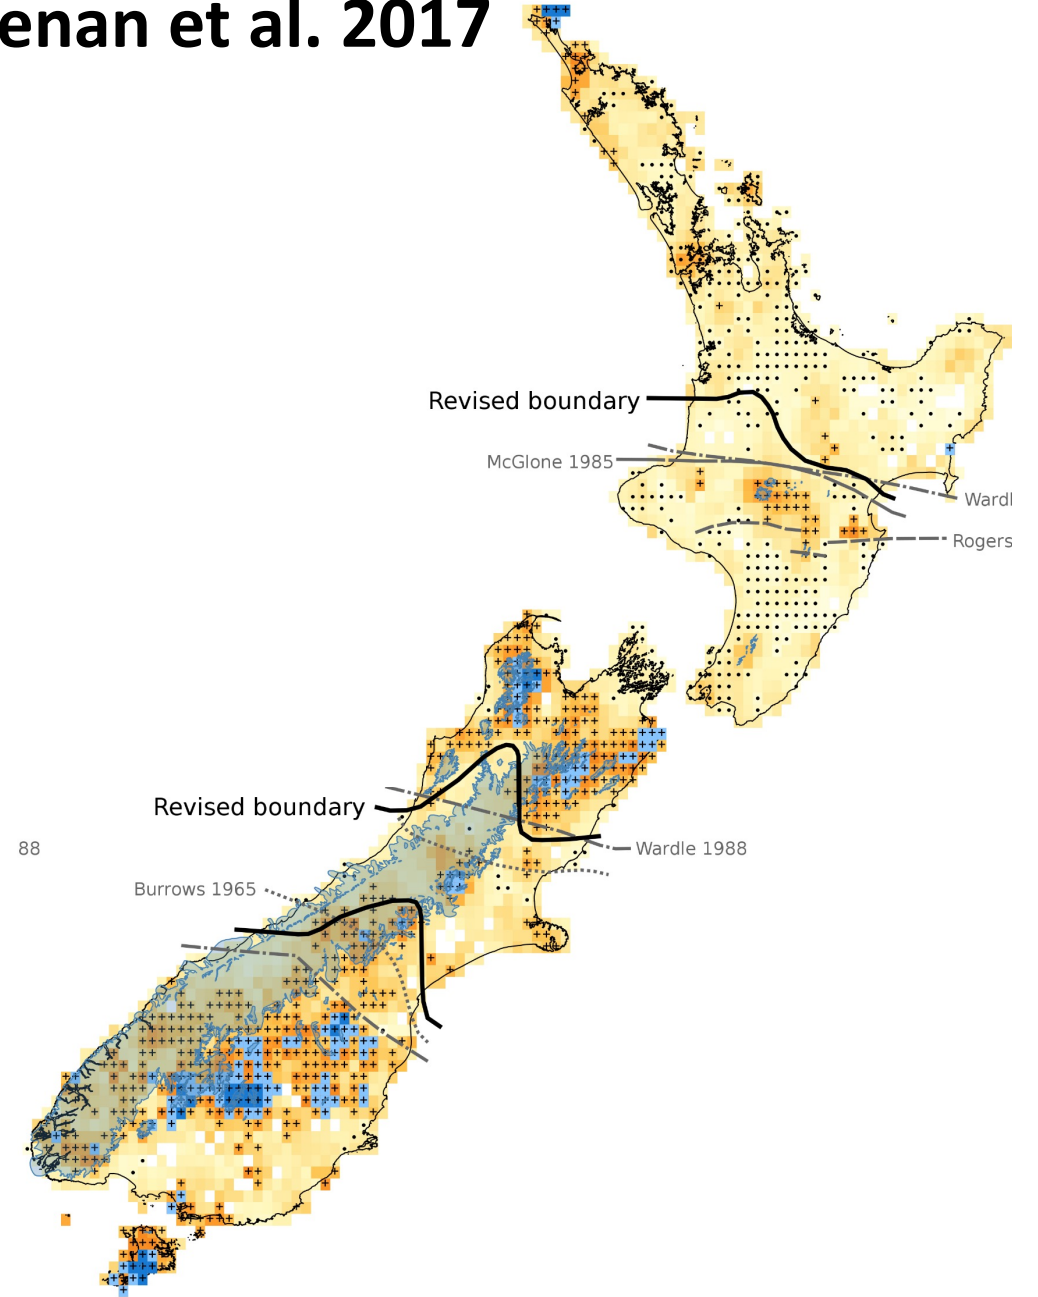 enan et al. 2017
Revised boundary
McGlone 1985
Wardl
Rogers
Revised boundary
88
Wardle 1988
Burrows 1965